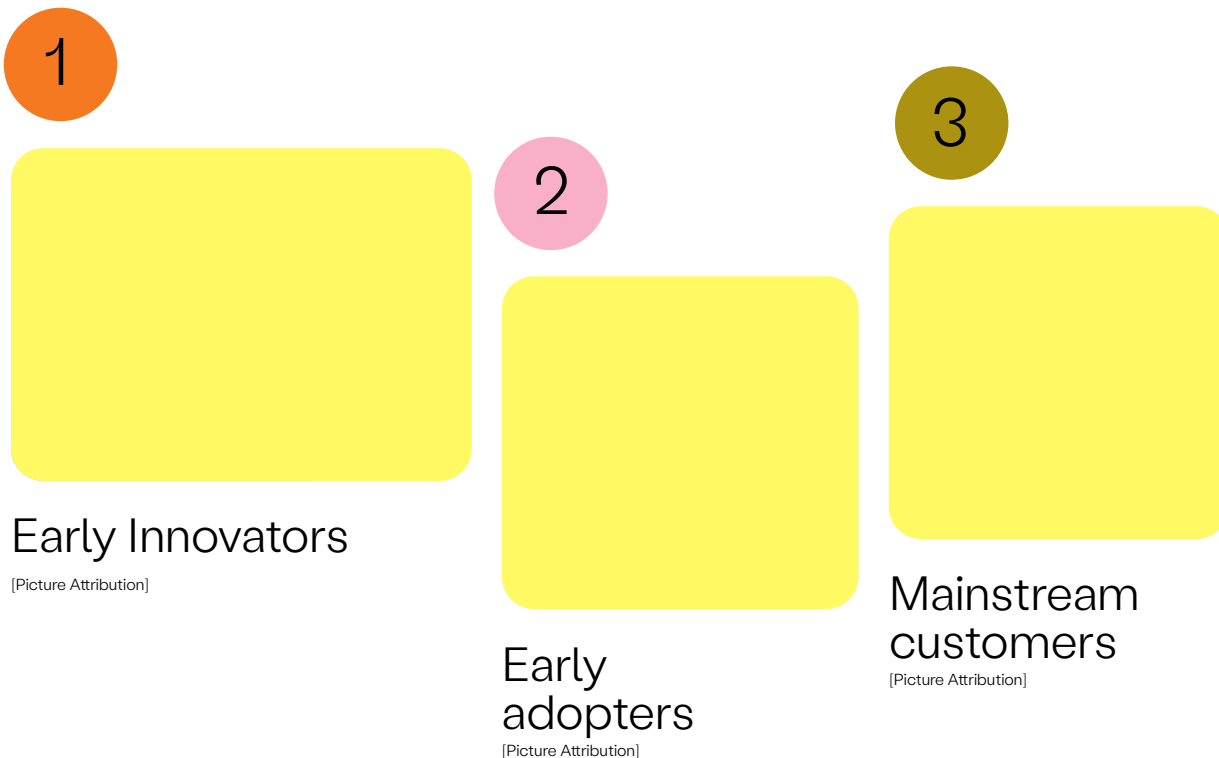 1
Early Innovators
[Picture Attribution]
2
Early
adopters
[Picture Attribution]
3
Mainstream
customers
[Picture Attribution]